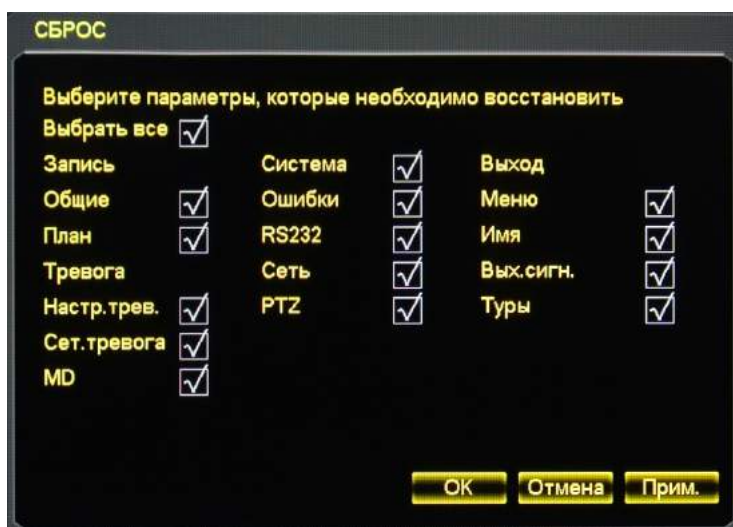 СБРОС
Выберите параметры, которые необходимо восстановить
Выбрать все
Запись Система Выход
Общие Ошибки Меню
План RS232 Имя
Тревога Сеть Вых.сигн.
Настр.трев. PTZ Туры
Сет.тревога
MD
OK Отмена Прим.